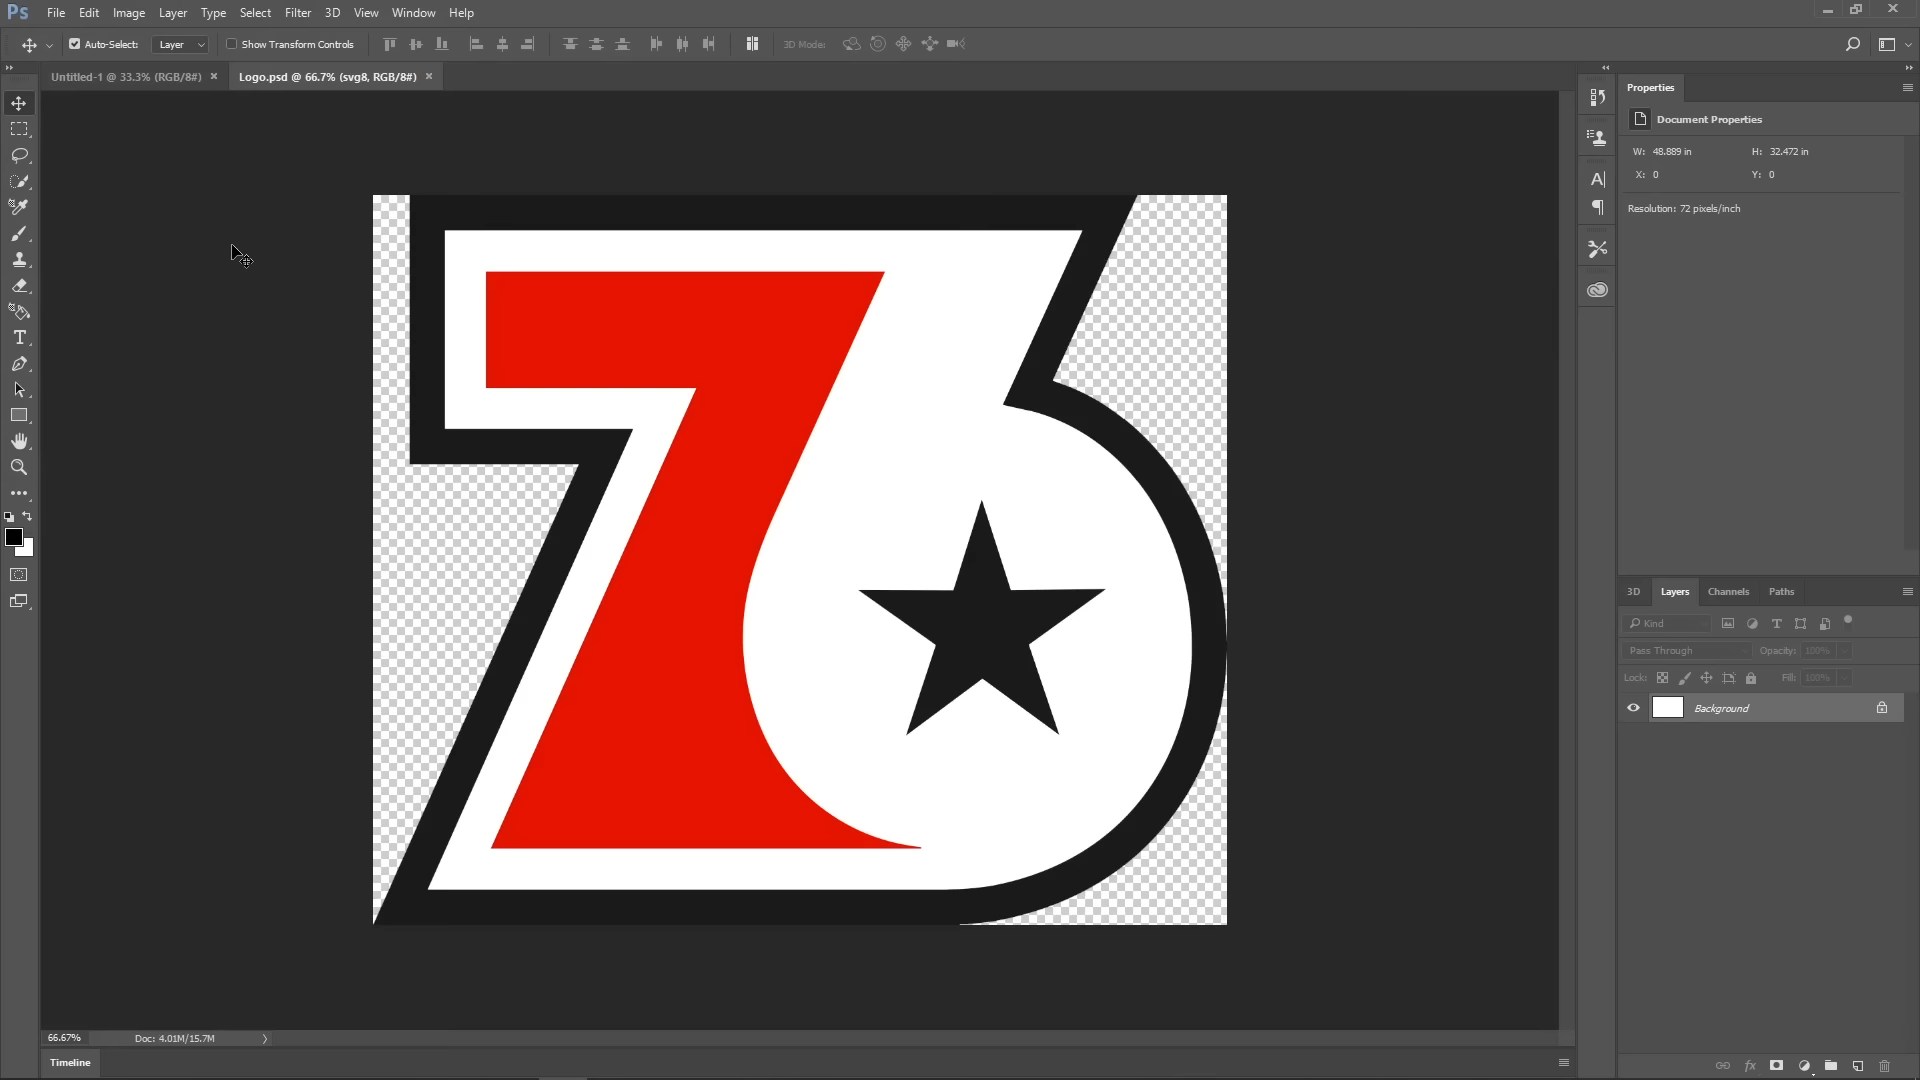 Ps File Edit Image Layer Type Select Filter 3D View Window Help
Auto-Select: Layer Show Transform Controls 3D Mode:
Untitled-1 @ 33.3% (RGB/8#) × Logo.psd @ 66.7% (svg8, RGB/8#) ×
Properties
Document Properties
W: 48.889 in H: 32.472 in
X: 0 Y: 0
Resolution: 72 pixels/inch
76
3D Layers Channels Paths
Kind
Pass Through Opacity: 100%
Lock: Fill: 100%
Background
fx
66.67% Doc: 4.01M/15.7M
Timeline